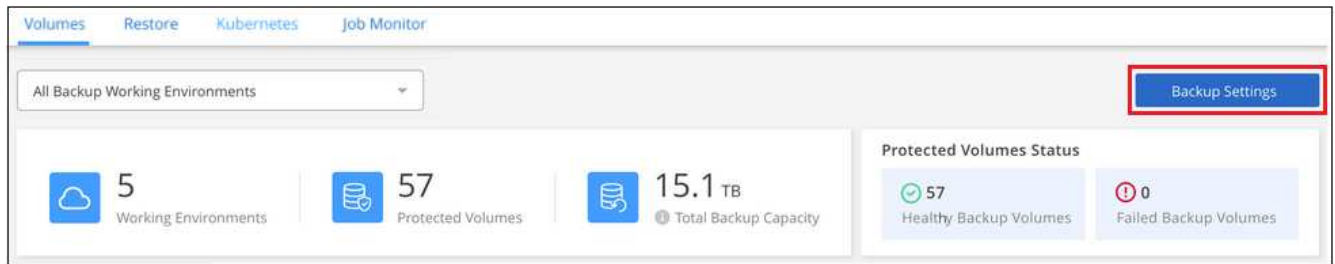 Volumes Restore Kubernetes Job Monitor
All Backup Working Environments
Backup Settings
5
Working Environments
57
Protected Volumes
15.1 TB
Total Backup Capacity
Protected Volumes Status
57
Healthy Backup Volumes
0
Failed Backup Volumes